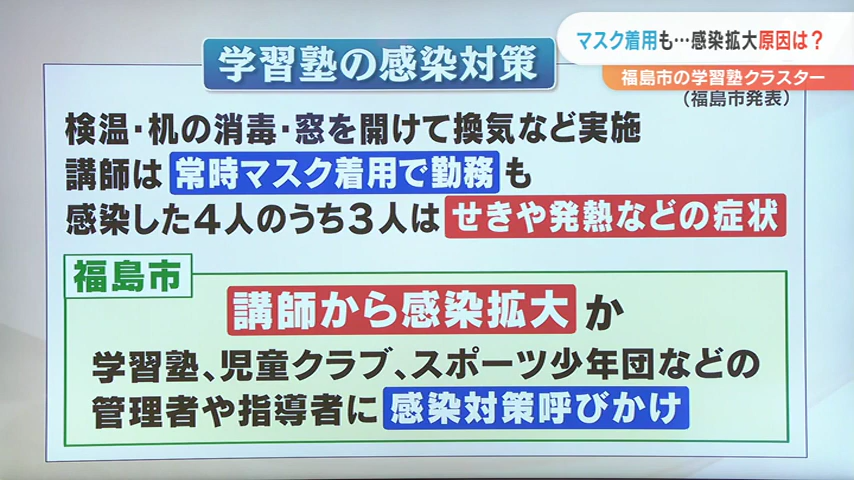 マスク着用も…感染拡大原因は？
福島市の学習塾クラスター
学習塾の感染対策
（福島市発表）
検温・机の消毒・窓を開けて換気など実施
講師は常時マスク着用で勤務も
感染した４人のうち３人はせきや発熱などの症状
福島市
講師から感染拡大か
学習塾、児童クラブ、スポーツ少年団などの
管理者や指導者に感染対策呼びかけ